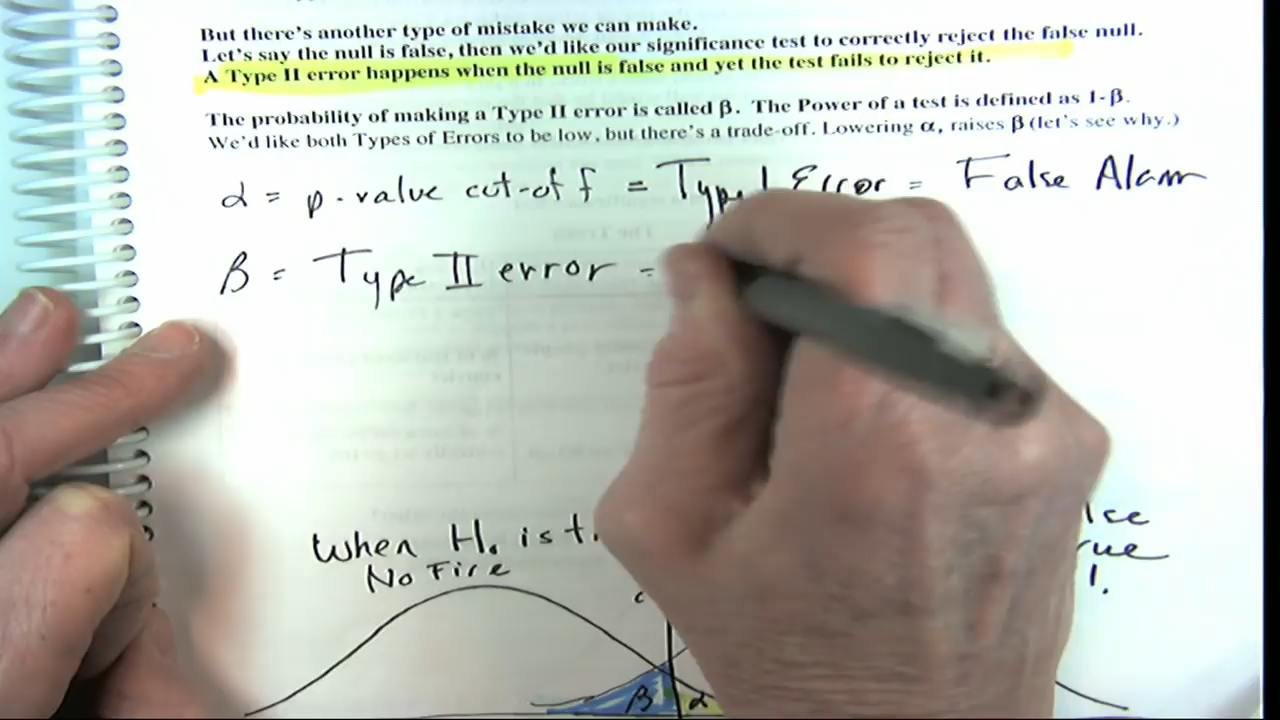 But there's another type of mistake we can make.
Let's say the null is false, then we'd like our significance test to correctly reject the false null.
A Type II error happens when the null is false and yet the test fails to reject it.
The probability of making a Type II error is called β. The Power of a test is defined as 1-β.
We'd like both Types of Errors to be low, but there's a trade-off. Lowering α, raises β (let's see why.)
α = p-value cut-off = Type I Error = False Alarm
β = Type II error =
When H₀ is
No Fire
β α